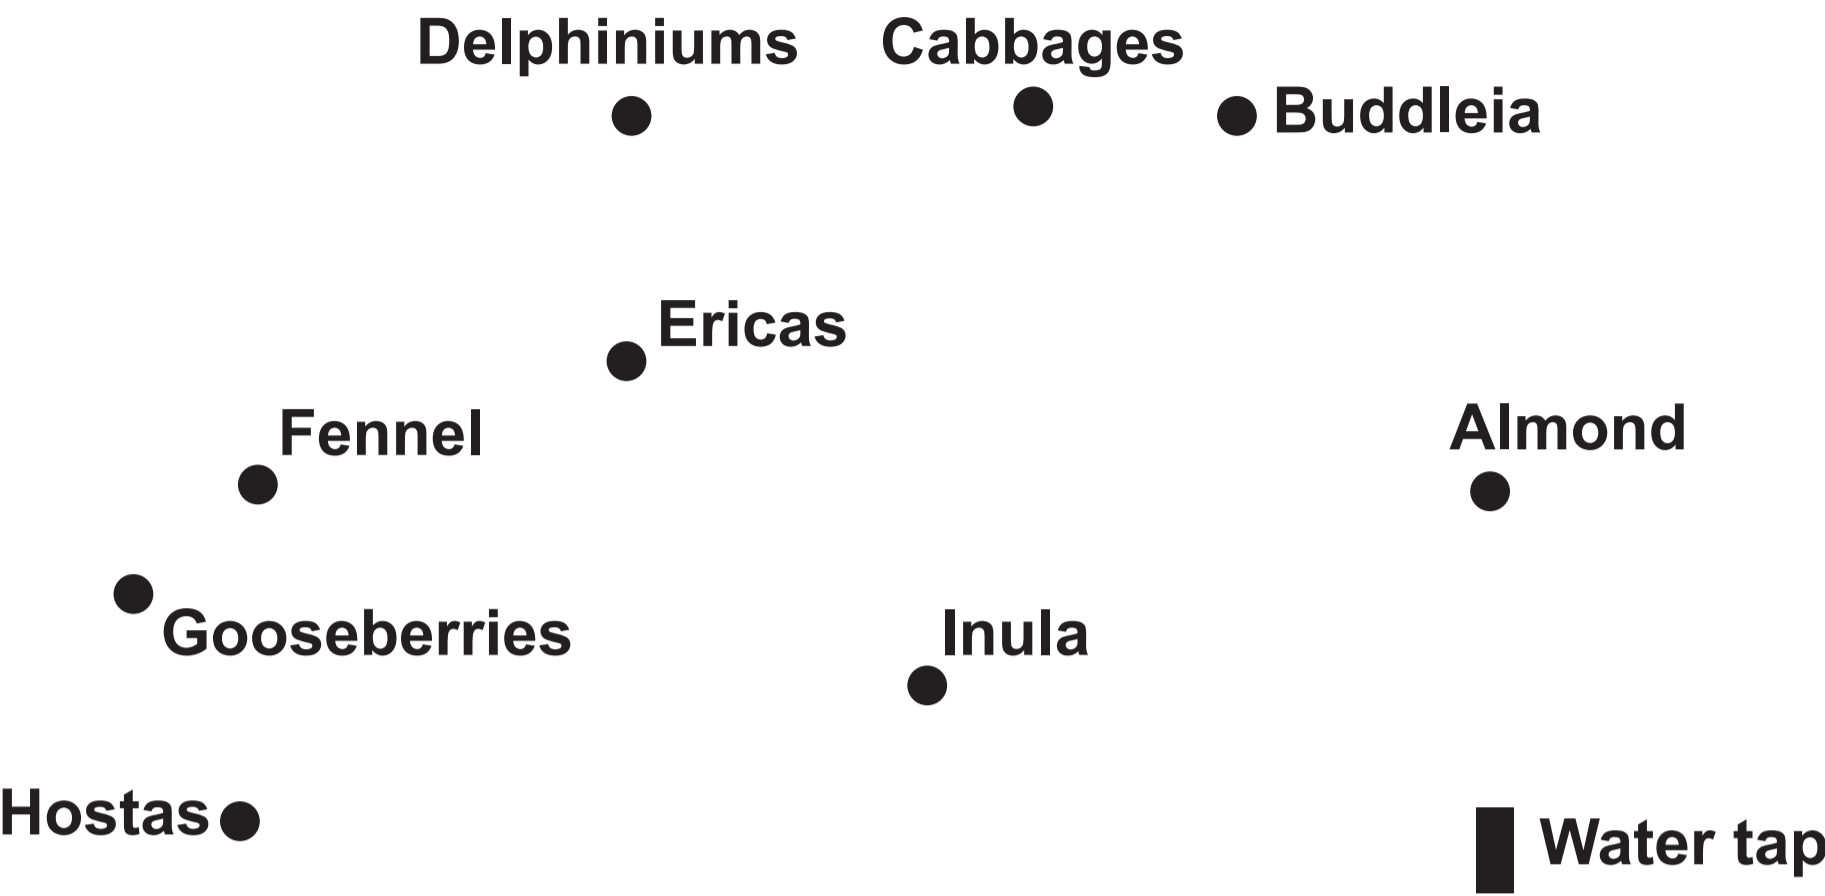 Delphiniums
Cabbages
Buddleia
Ericas
Fennel
Almond
Gooseberries
Inula
Hostas
Water tap